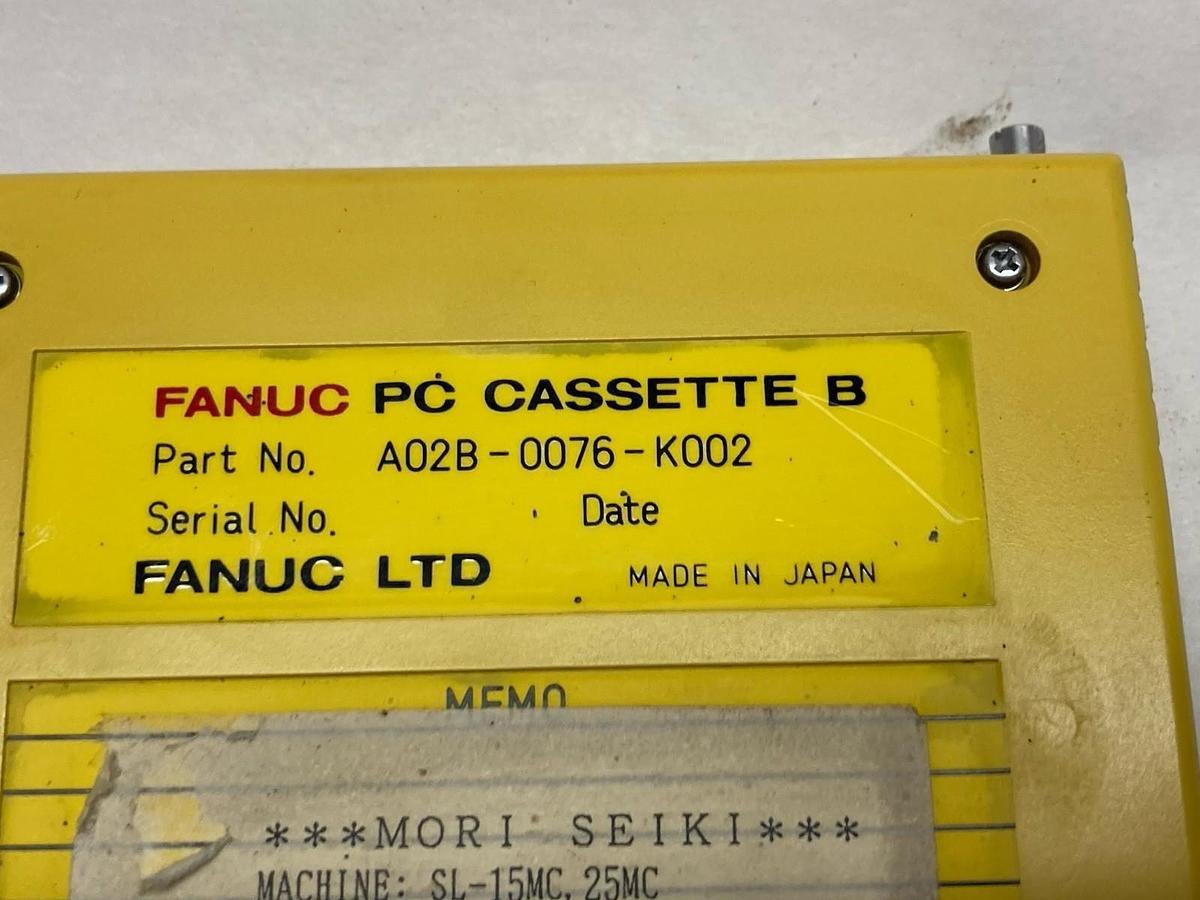 FANUC PC CASSETTE B
Part No. A02B-0076-K002
Serial No. Date
FANUC LTD MADE IN JAPAN
MEMO
***MORI SEIKI***
MACHINE: SL-15MC, 25MC